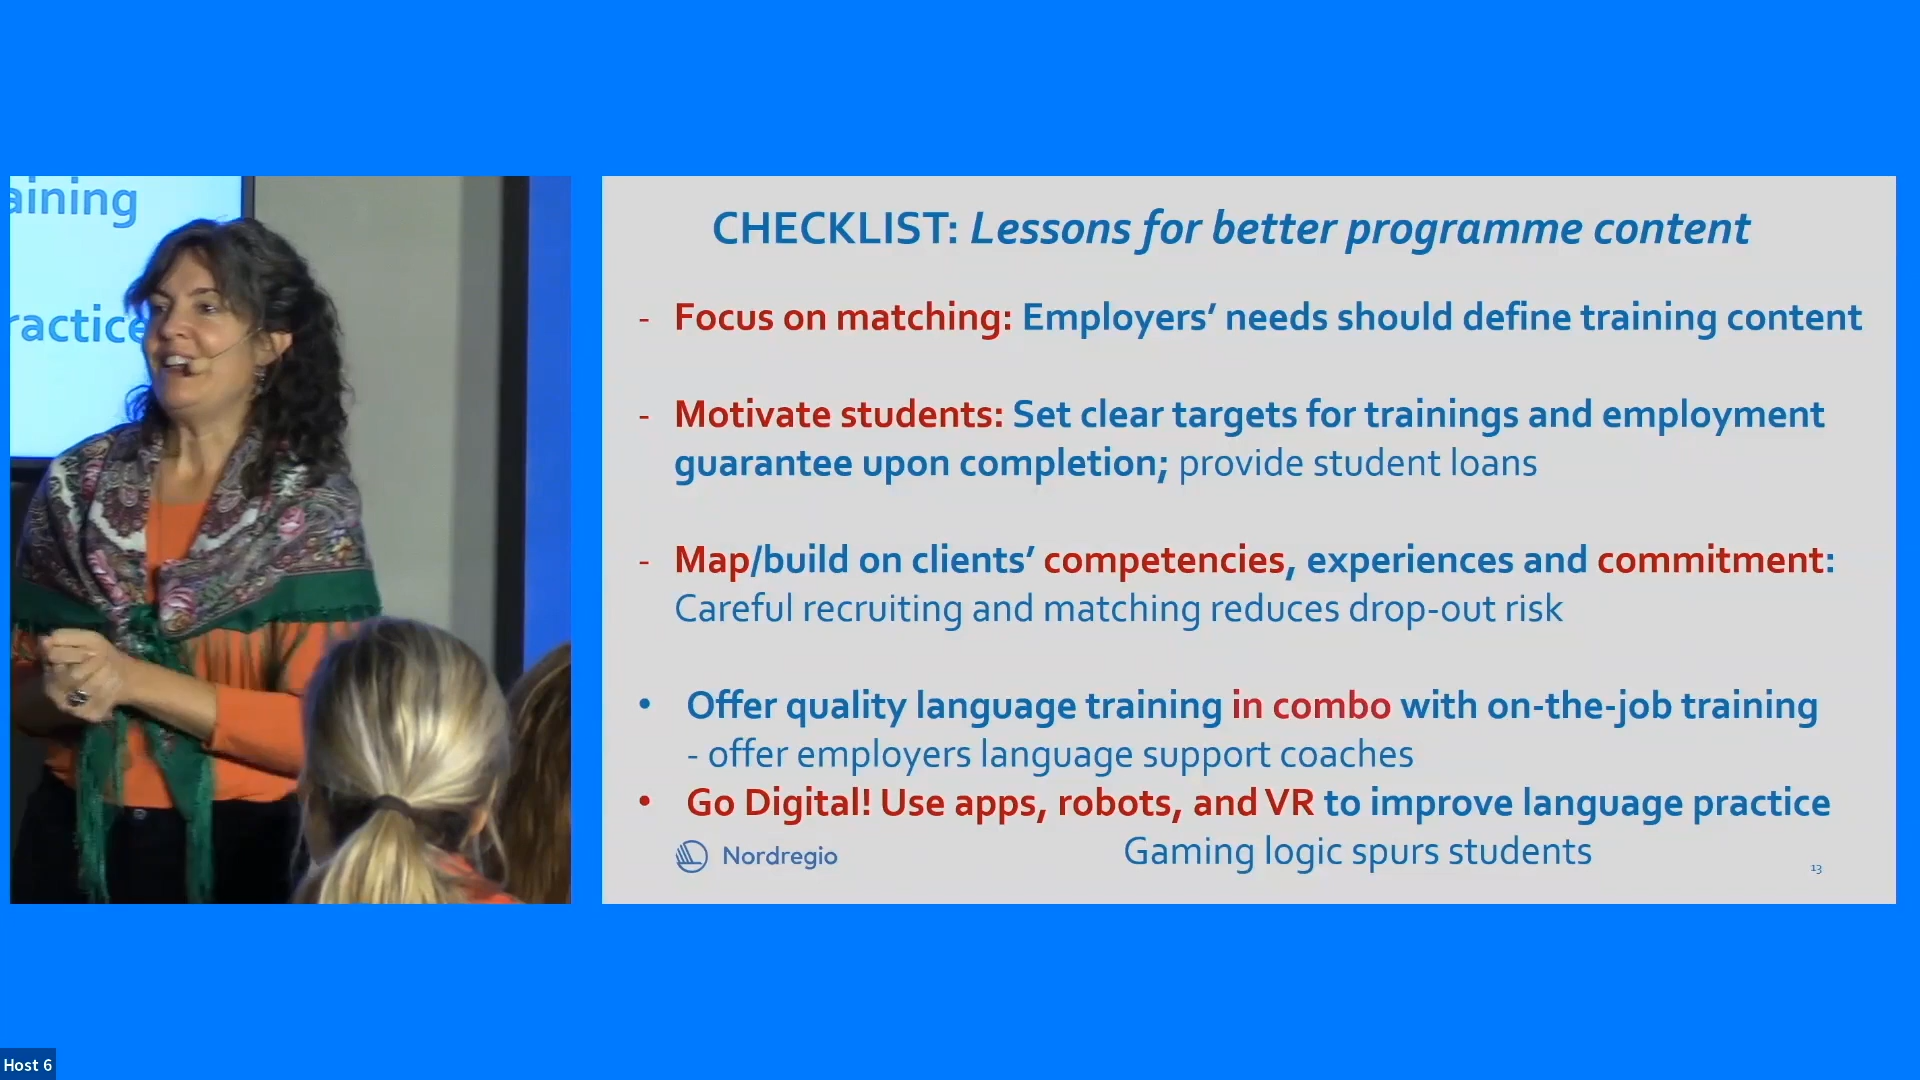 aining
ractice
CHECKLIST: Lessons for better programme content
- Focus on matching: Employers’ needs should define training content
- Motivate students: Set clear targets for trainings and employment
guarantee upon completion; provide student loans
- Map/build on clients’ competencies, experiences and commitment:
Careful recruiting and matching reduces drop-out risk
• Offer quality language training in combo with on-the-job training
- offer employers language support coaches
• Go Digital! Use apps, robots, and VR to improve language practice
Gaming logic spurs students
Nordregio
13
Host 6